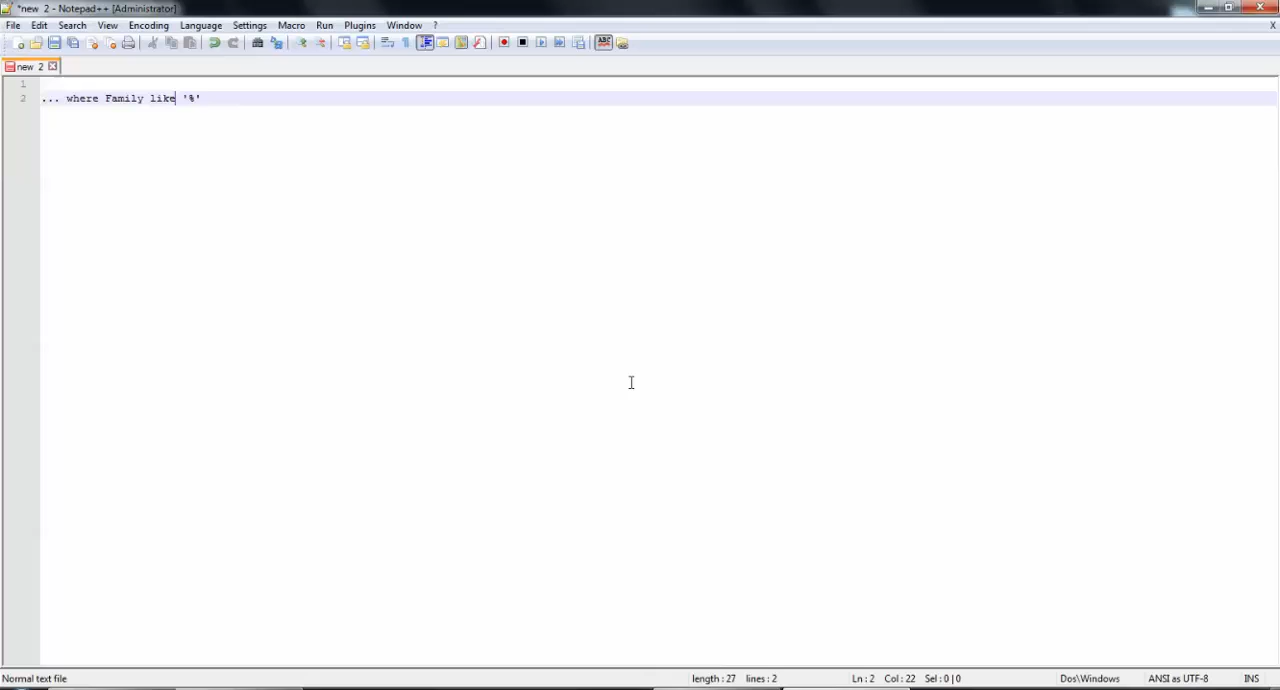 *new 2 - Notepad++ [Administrator]
File Edit Search View Encoding Language Settings Macro Run Plugins Window ? X
new 2
1
2 ... where Family like '%'
Normal text file length : 27 lines : 2 Ln : 2 Col : 22 Sel : 0 | 0 Dos\Windows ANSI as UTF-8 INS